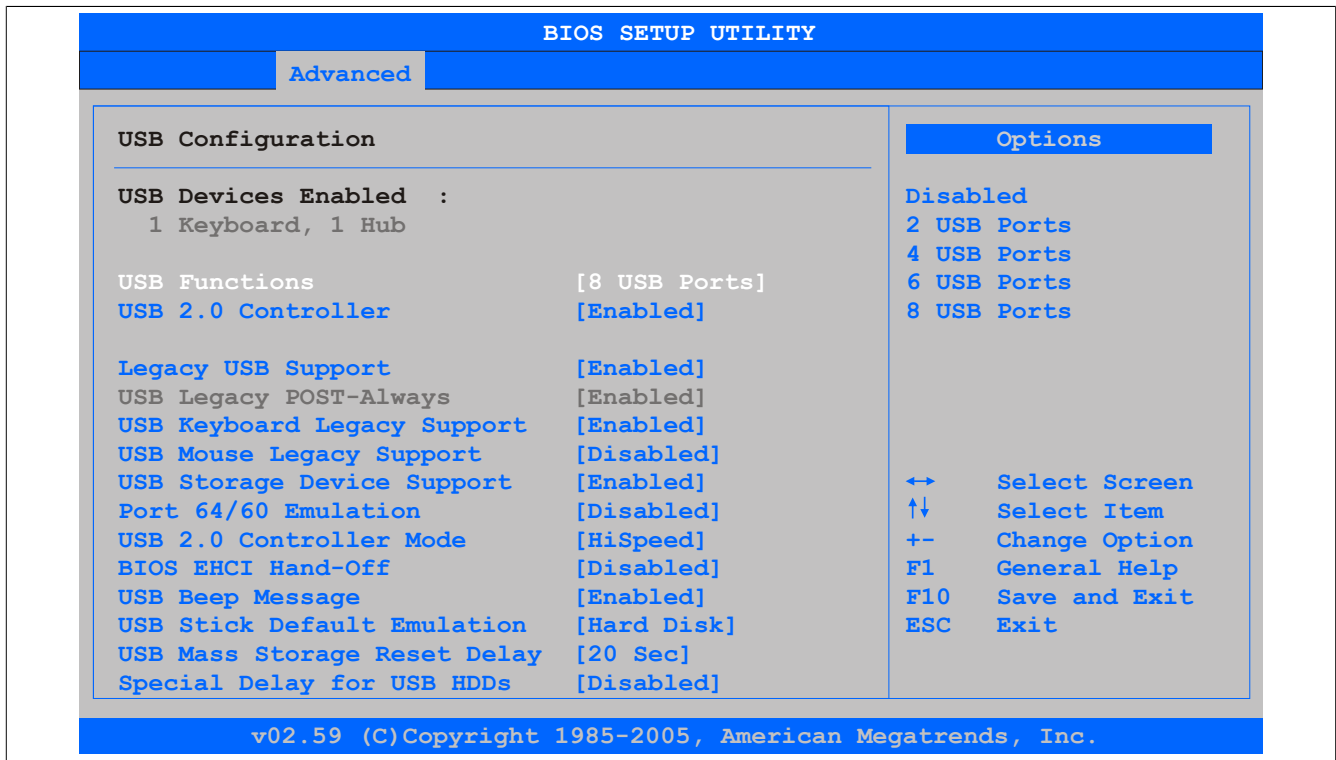 BIOS SETUP UTILITY
Advanced
USB Configuration
USB Devices Enabled :
1 Keyboard, 1 Hub
USB Functions [8 USB Ports]
USB 2.0 Controller [Enabled]
Legacy USB Support [Enabled]
USB Legacy POST-Always [Enabled]
USB Keyboard Legacy Support [Enabled]
USB Mouse Legacy Support [Disabled]
USB Storage Device Support [Enabled]
Port 64/60 Emulation [Disabled]
USB 2.0 Controller Mode [HiSpeed]
BIOS EHCI Hand-Off [Disabled]
USB Beep Message [Enabled]
USB Stick Default Emulation [Hard Disk]
USB Mass Storage Reset Delay [20 Sec]
Special Delay for USB HDDs [Disabled]
Options
Disabled
2 USB Ports
4 USB Ports
6 USB Ports
8 USB Ports
↔ Select Screen
↑↓ Select Item
+- Change Option
F1 General Help
F10 Save and Exit
ESC Exit
v02.59 (C)Copyright 1985-2005, American Megatrends, Inc.